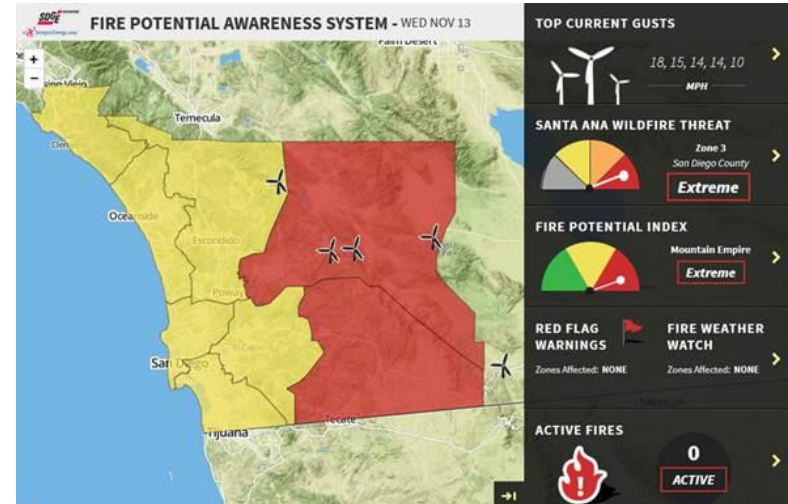 SDGE
FIRE POTENTIAL AWARENESS SYSTEM - WED NOV 13
+
−
Palm Desert
Temecula
Oceanside
Escondido
Poway
El Cajon
San Diego
Tijuana
Tecate
TOP CURRENT GUSTS
18, 15, 14, 14, 10
MPH
SANTA ANA WILDFIRE THREAT
Zone 3
San Diego County
Extreme
FIRE POTENTIAL INDEX
Mountain Empire
Extreme
RED FLAG
WARNINGS
Zones Affected: NONE
FIRE WEATHER
WATCH
Zones Affected: NONE
ACTIVE FIRES
0
ACTIVE